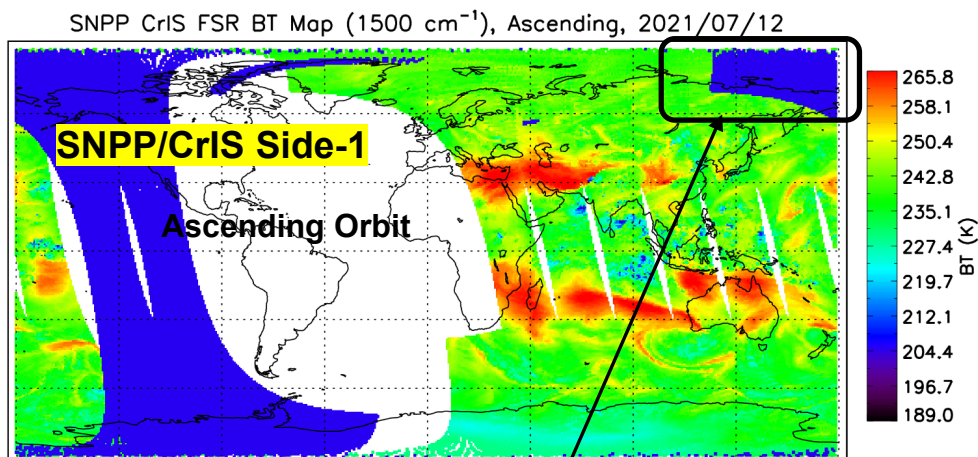 SNPP CrIS FSR BT Map (1500 cm⁻¹), Ascending, 2021/07/12
SNPP/CrIS Side-1
Ascending Orbit
265.8
258.1
250.4
242.8
235.1
227.4
219.7
212.1
204.4
196.7
189.0
BT (K)